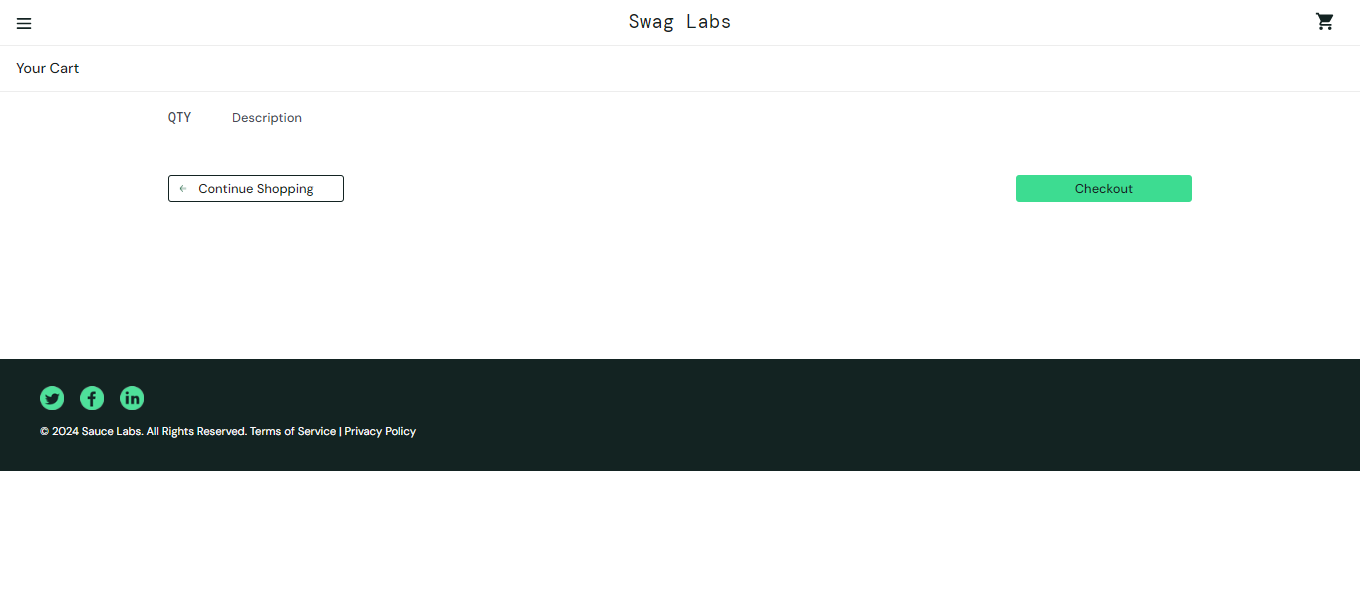 Swag Labs
Your Cart
QTY Description
Continue Shopping Checkout
© 2024 Sauce Labs. All Rights Reserved. Terms of Service | Privacy Policy